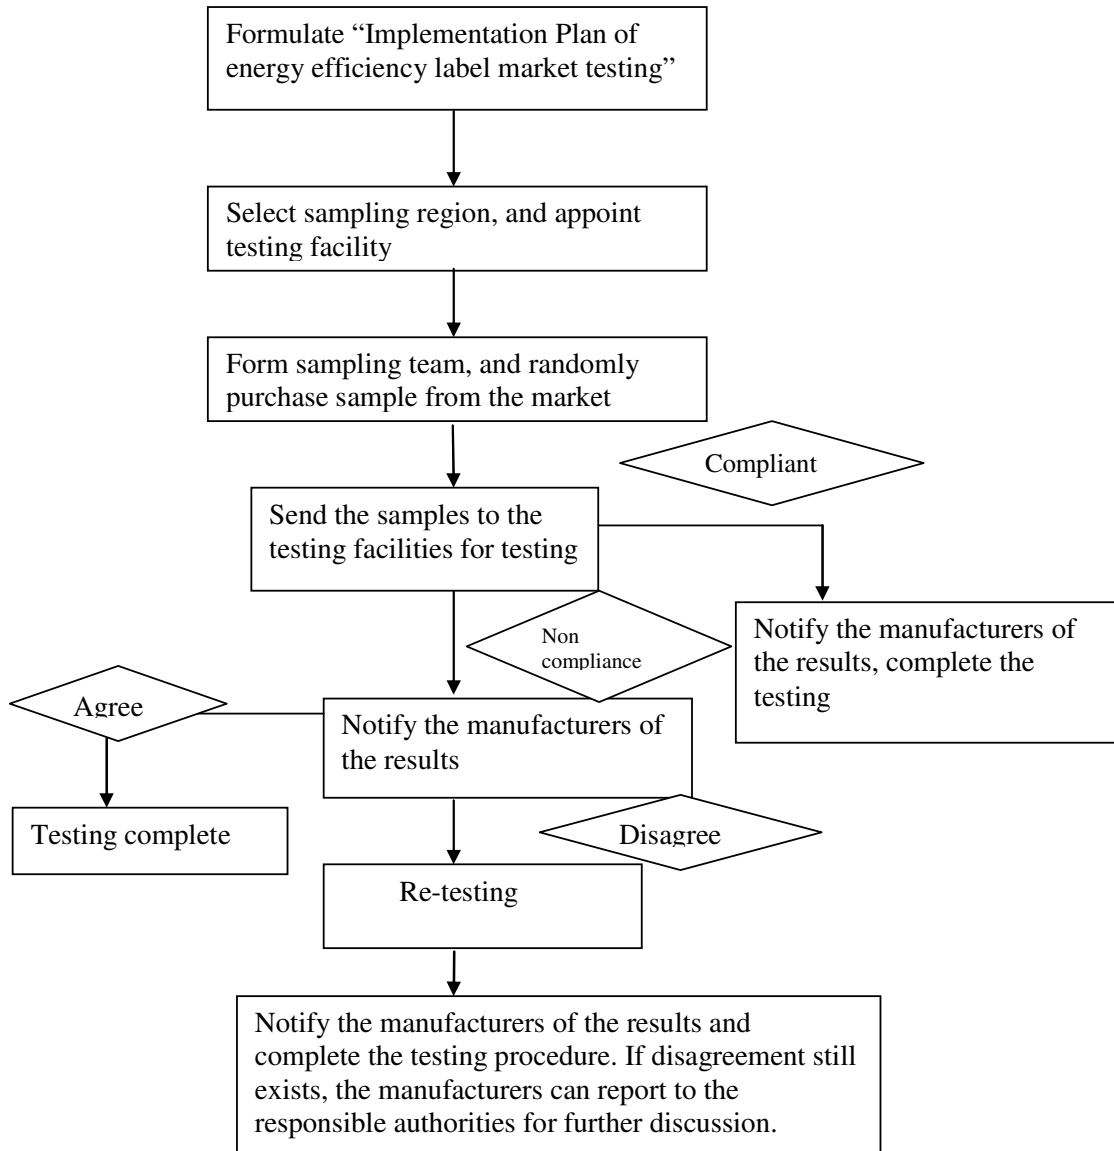 Formulate “Implementation Plan of
energy efficiency label market testing”
Select sampling region, and appoint
testing facility
Form sampling team, and randomly
purchase sample from the market
Compliant
Send the samples to the
testing facilities for testing
Non
compliance
Notify the manufacturers of
the results, complete the
testing
Agree
Notify the manufacturers of
the results
Testing complete
Disagree
Re-testing
Notify the manufacturers of the results and
complete the testing procedure. If disagreement still
exists, the manufacturers can report to the
responsible authorities for further discussion.